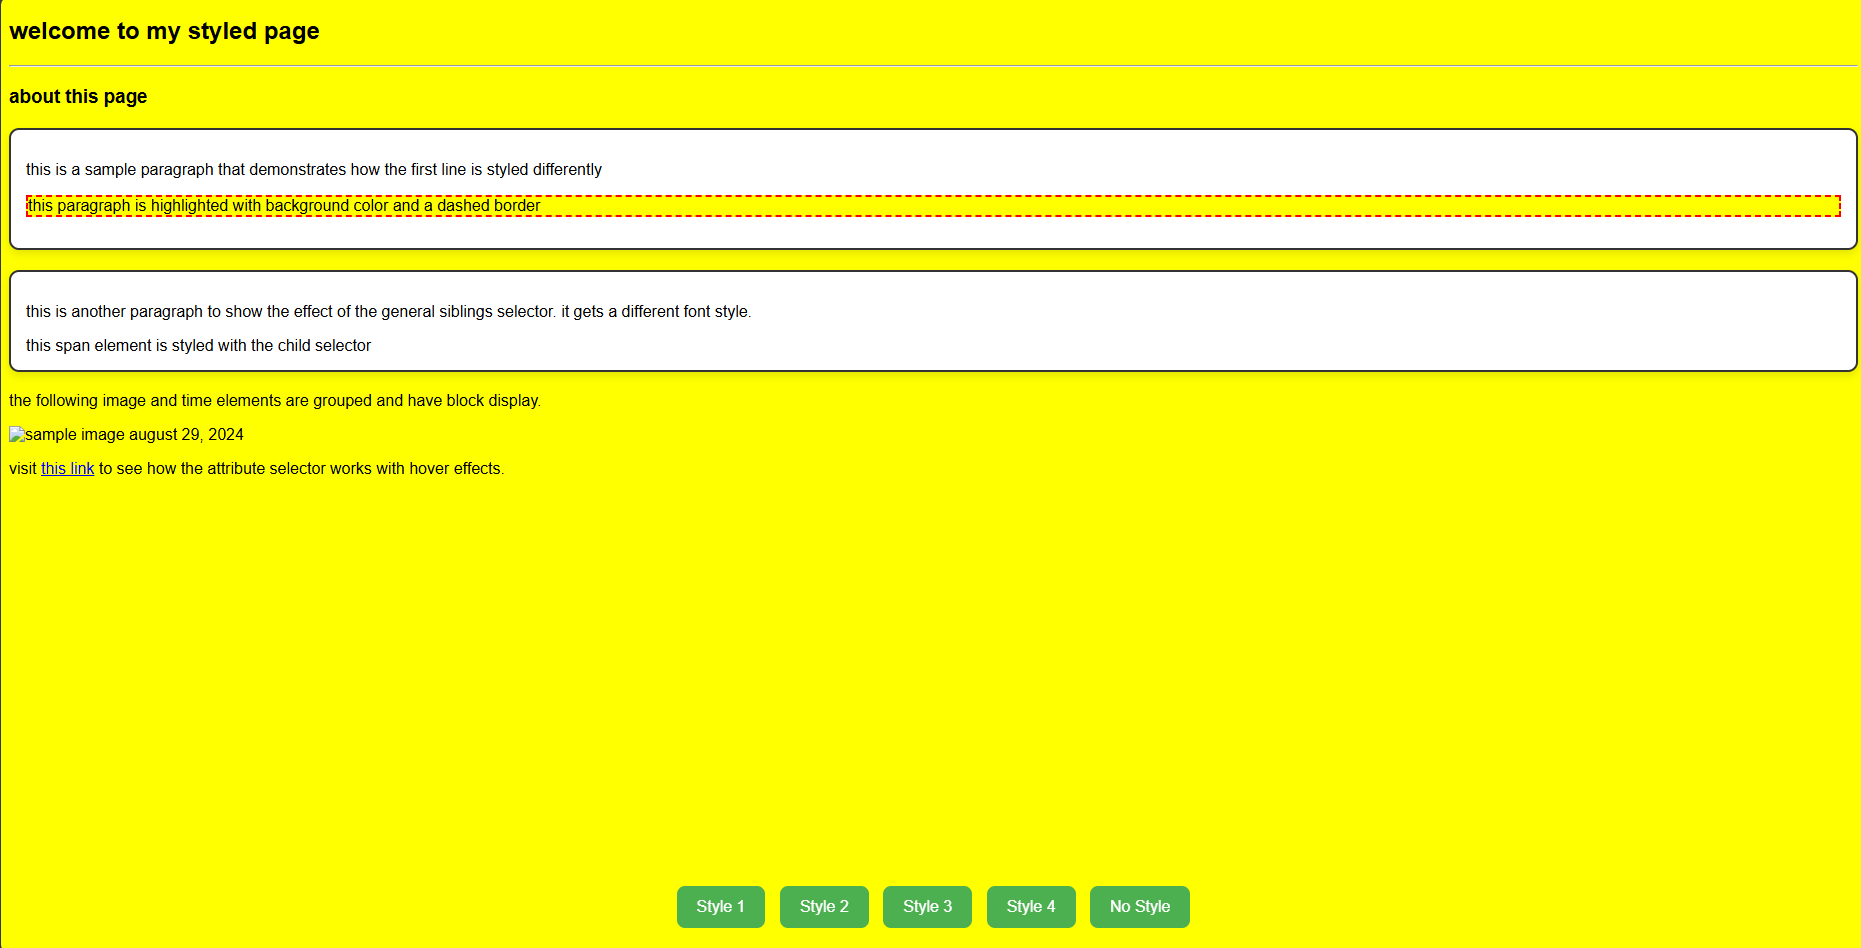 welcome to my styled page
about this page
this is a sample paragraph that demonstrates how the first line is styled differently
this paragraph is highlighted with background color and a dashed border
this is another paragraph to show the effect of the general siblings selector. it gets a different font style.
this span element is styled with the child selector
the following image and time elements are grouped and have block display.
sample image august 29, 2024
visit this link to see how the attribute selector works with hover effects.
Style 1 Style 2 Style 3 Style 4 No Style